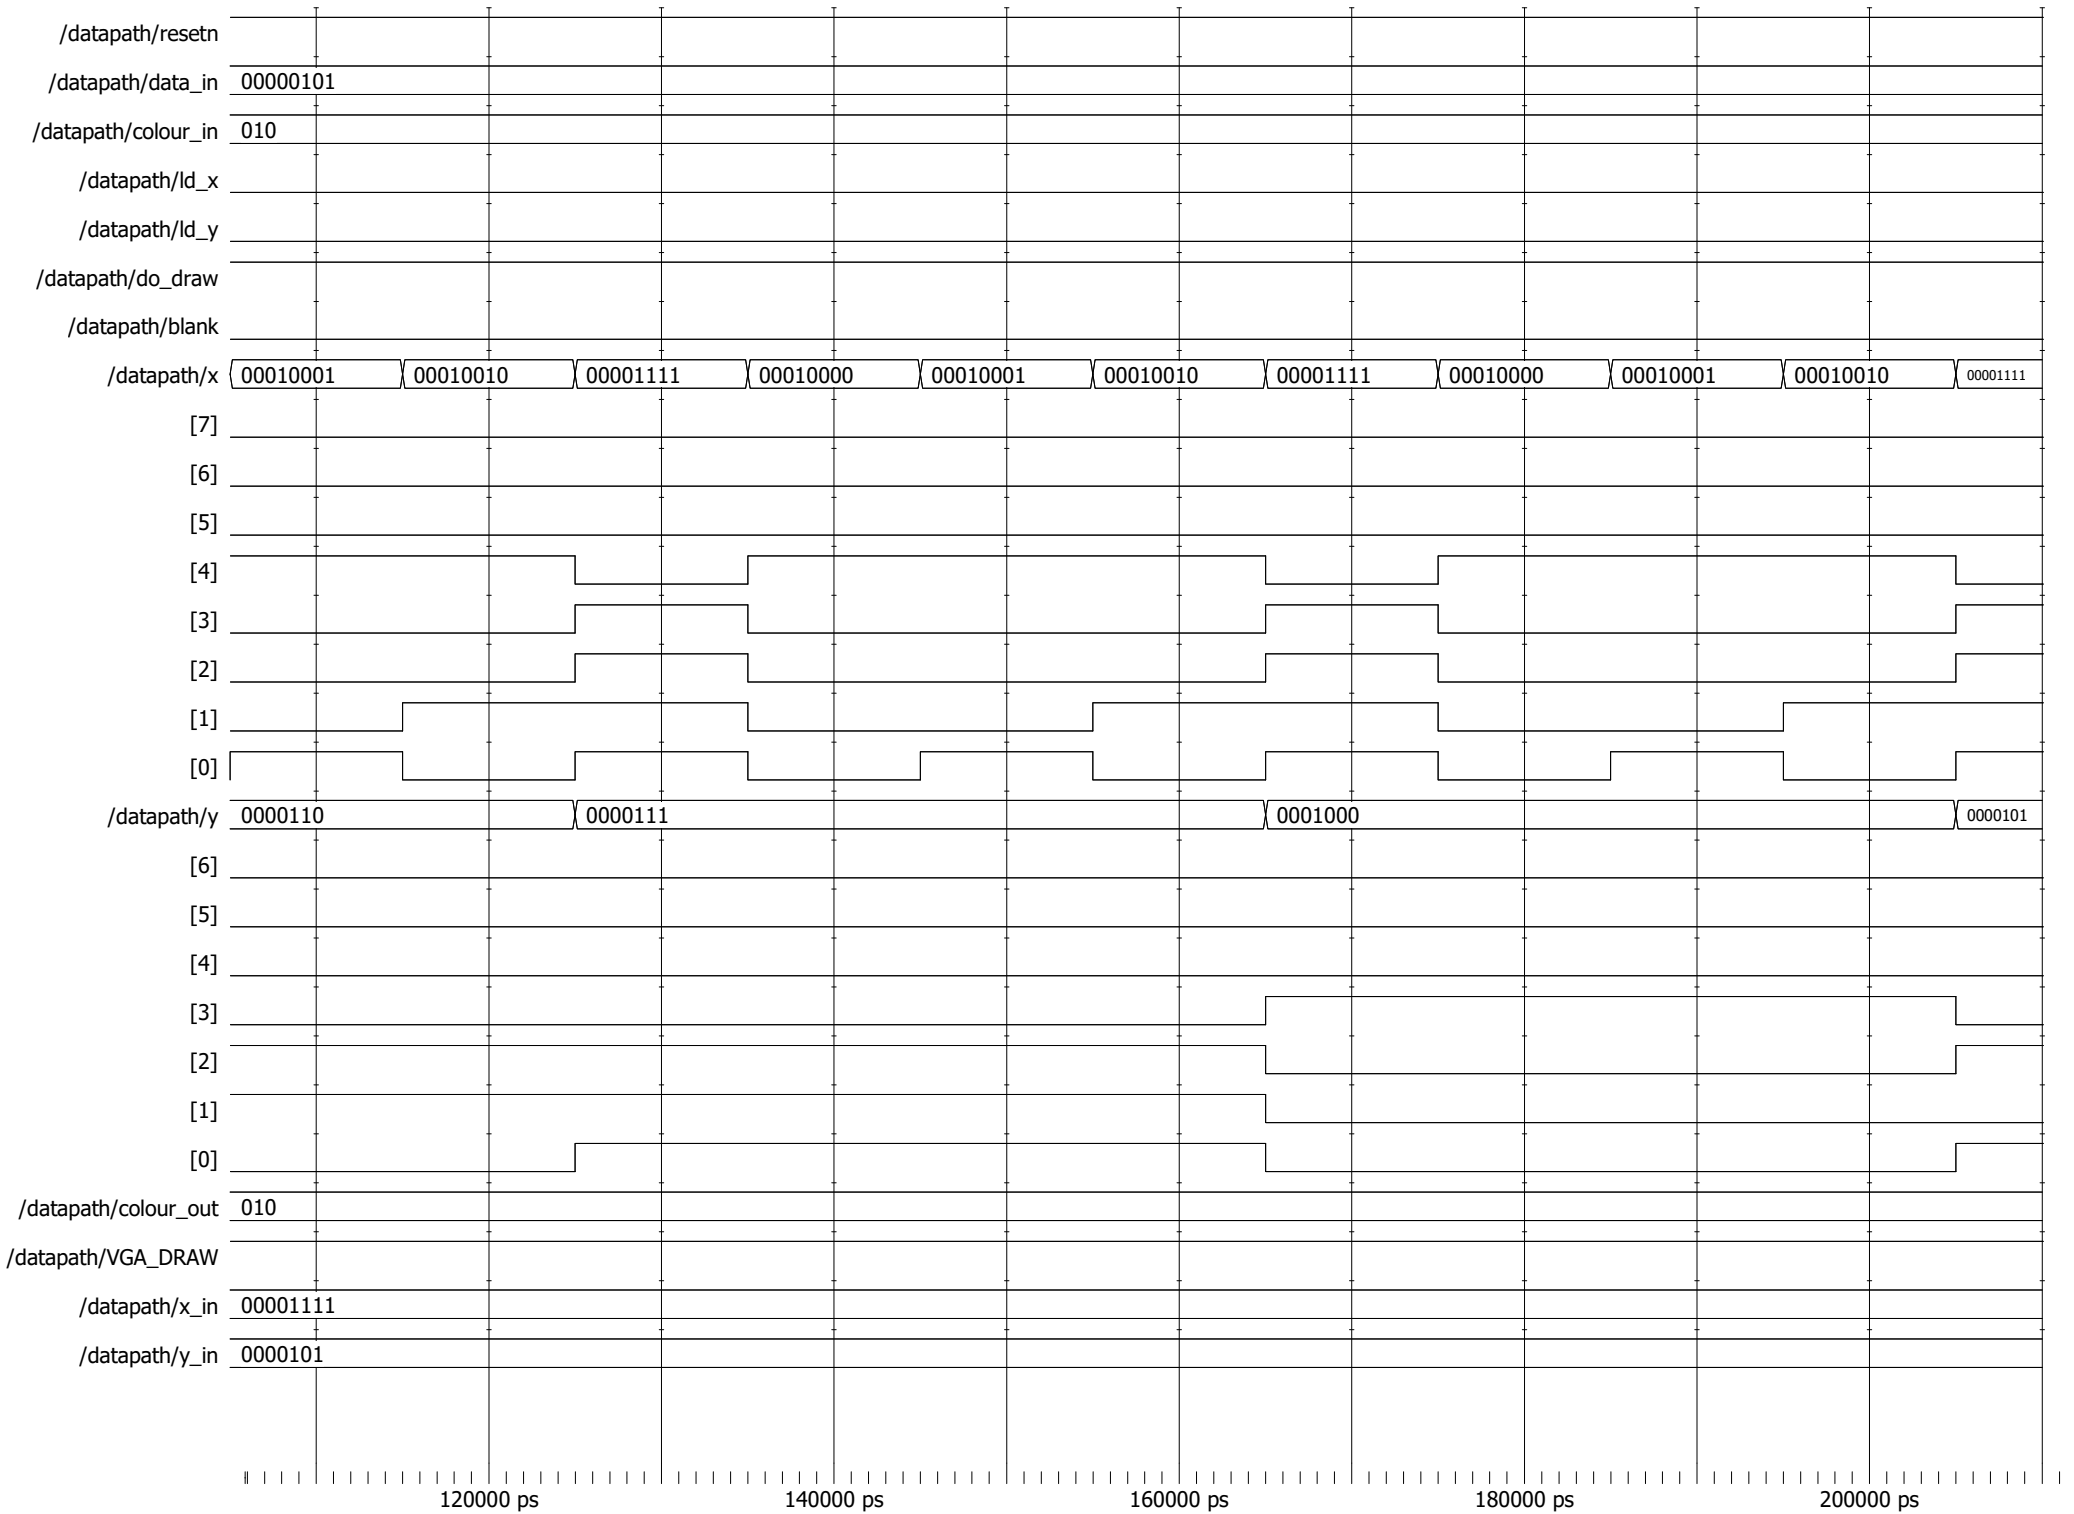 /datapath/resetn
/datapath/data_in 00000101
/datapath/colour_in 010
/datapath/ld_x
/datapath/ld_y
/datapath/do_draw
/datapath/blank
/datapath/x 00010001 00010010 00001111 00010000 00010001 00010010 00001111 00010000 00010001 00010010 00001111
[7]
[6]
[5]
[4]
[3]
[2]
[1]
[0]
/datapath/y 0000110 0000111 0001000 0000101
[6]
[5]
[4]
[3]
[2]
[1]
[0]
/datapath/colour_out 010
/datapath/VGA_DRAW
/datapath/x_in 00001111
/datapath/y_in 0000101
120000 ps 140000 ps 160000 ps 180000 ps 200000 ps